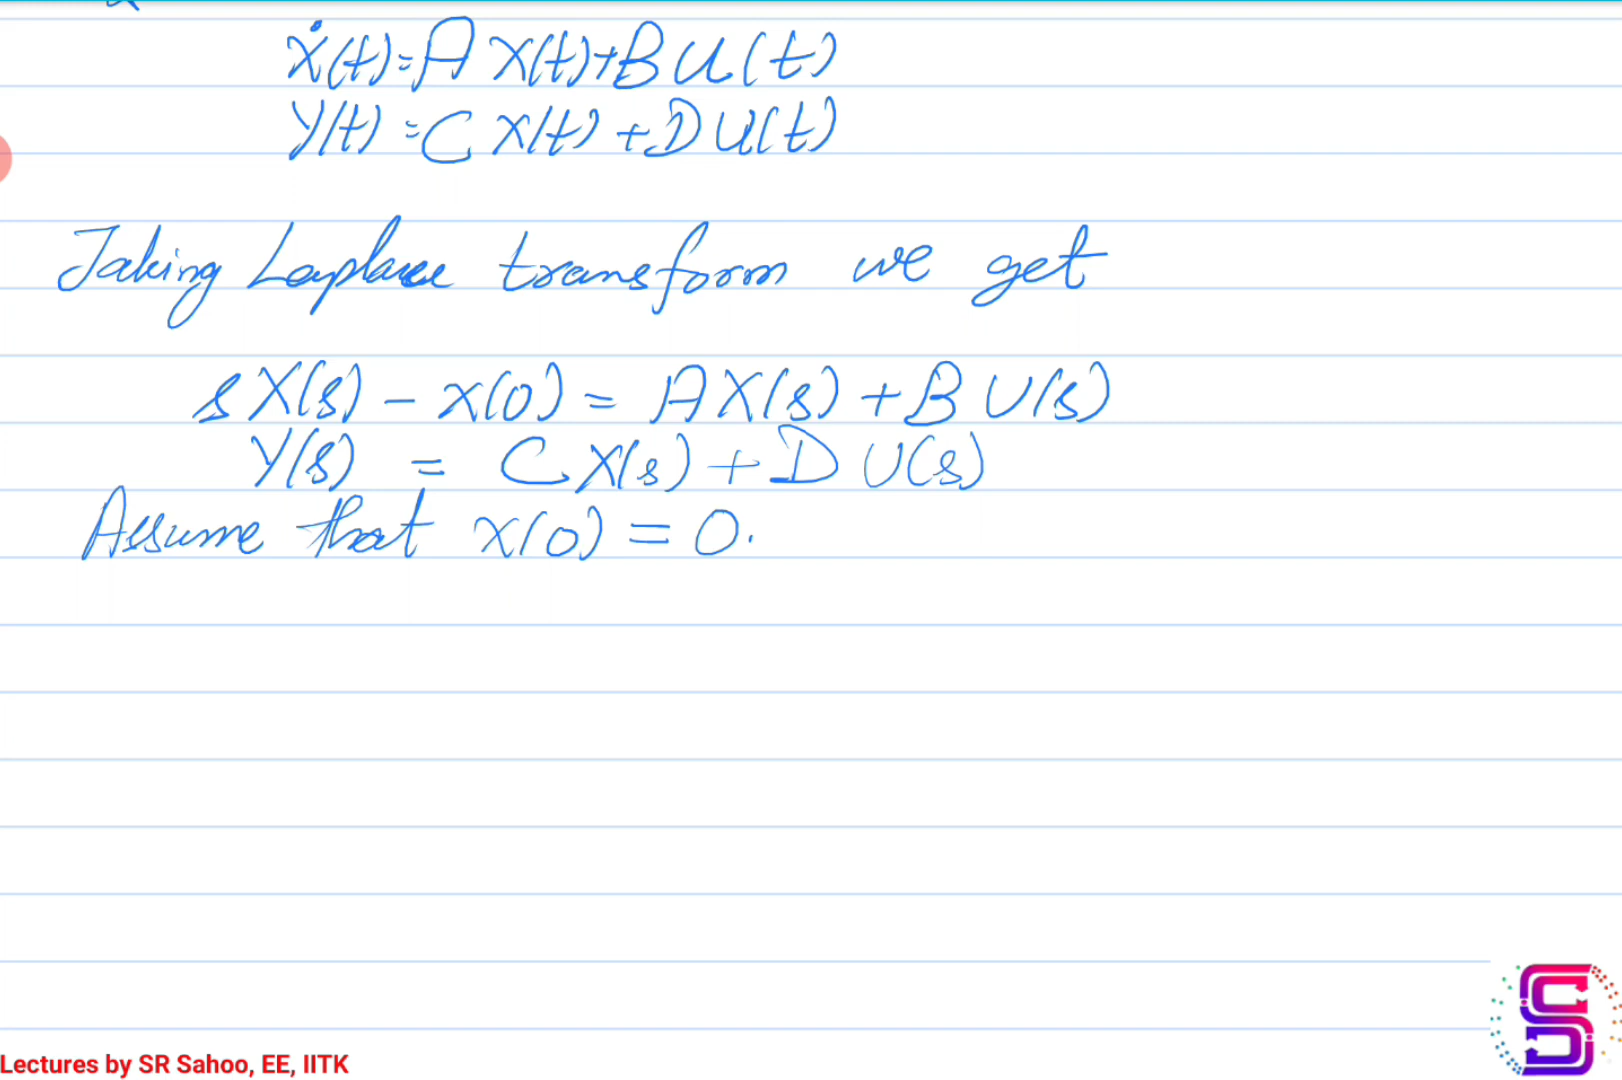 ẋ(t)=A x(t)+B u(t)
y(t)=C x(t)+D u(t)
Taking Laplace transform we get
s X(s) - x(0) = A X(s) + B U(s)
Y(s) = C X(s) + D U(s)
Assume that x(0) = 0.
Lectures by SR Sahoo, EE, IITK